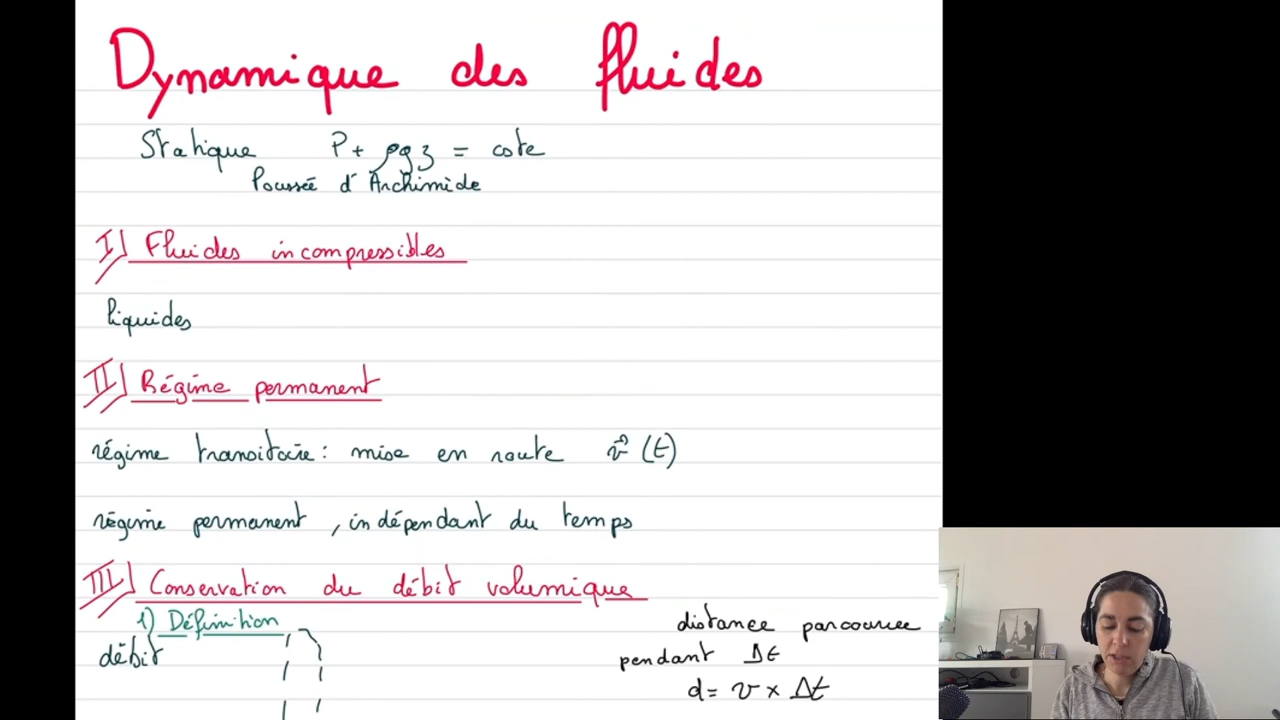 Dynamique des fluides
Statique P + ρgz = cote
Poussée d'Archimède
I) Fluides incompressibles
liquides
II) Régime permanent
régime transitoire : mise en route v⃗ (t)
régime permanent, indépendant du temps
III) Conservation du débit volumique
1) Définition
débit
distance parcourue
pendant Δt
d = v × Δt